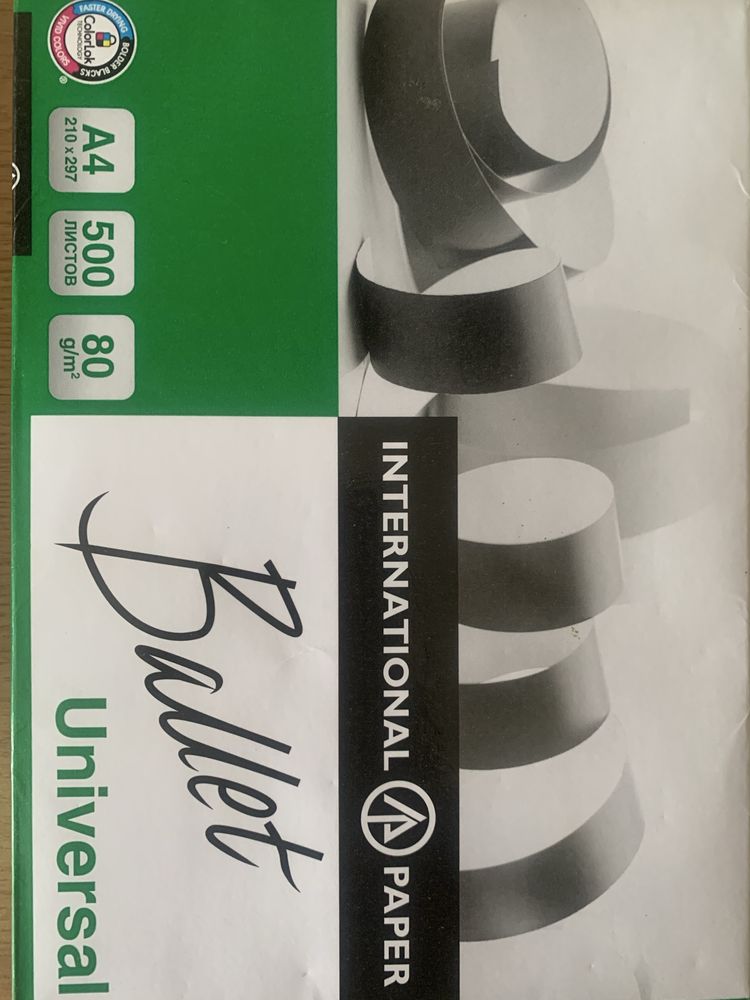 INTERNATIONAL PAPER
Ballet
Universal
FASTER DRYING
BOLDER BLACKS
VIVID COLORS
ColorLok
TECHNOLOGY
®
A4
210 x 297
500
ЛИСТОВ
80
g/m²